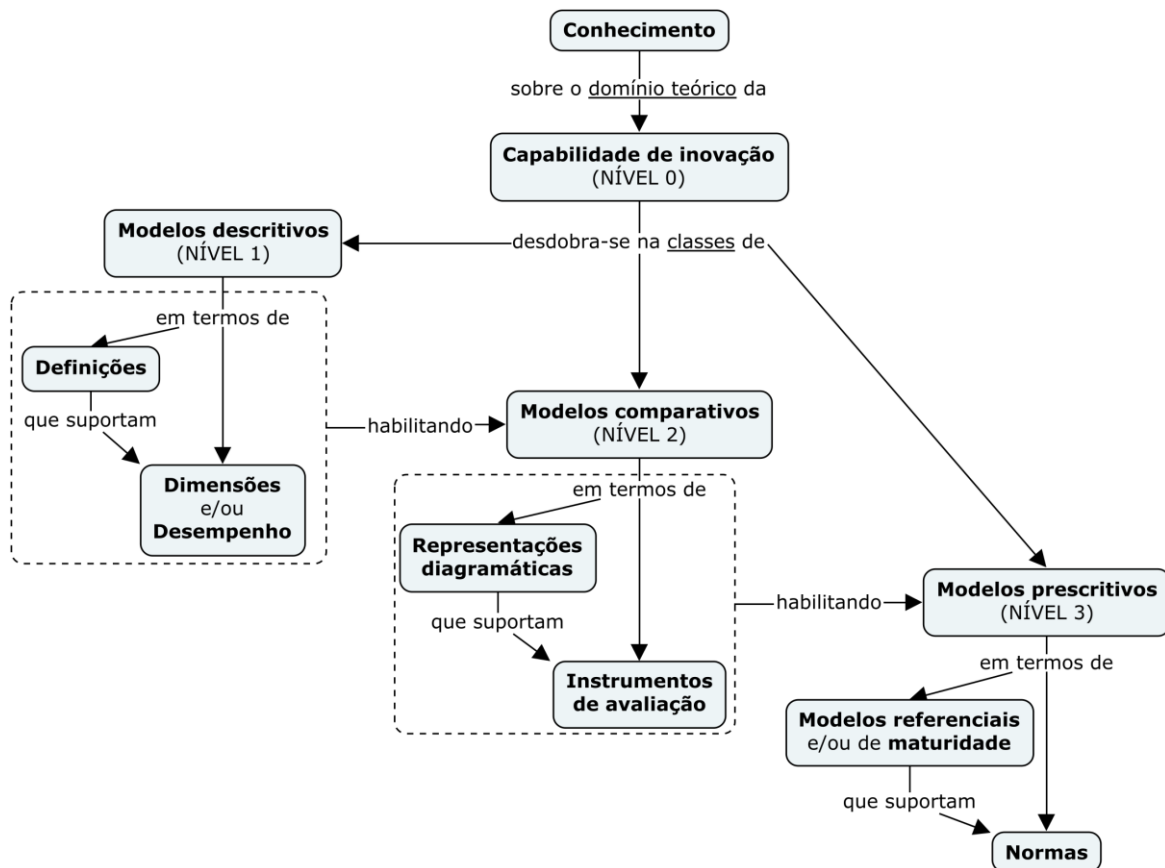 Conhecimento
sobre o domínio teórico da
Capabilidade de inovação
(NÍVEL 0)
Modelos descritivos
(NÍVEL 1)
desdobra-se na classes de
em termos de
Definições
que suportam
Dimensões
e/ou
Desempenho
habilitando
Modelos comparativos
(NÍVEL 2)
em termos de
Representações
diagramáticas
que suportam
Instrumentos
de avaliação
habilitando
Modelos prescritivos
(NÍVEL 3)
em termos de
Modelos referenciais
e/ou de maturidade
que suportam
Normas